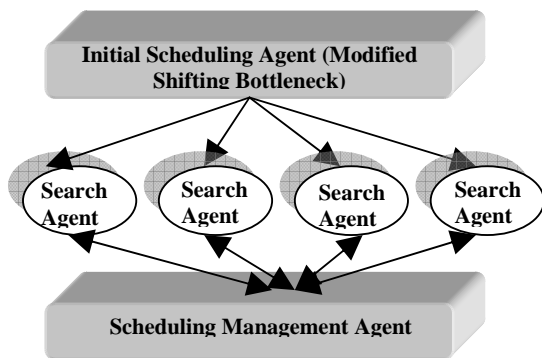 Initial Scheduling Agent (Modified
Shifting Bottleneck)
Search
Agent
Search
Agent
Search
Agent
Search
Agent
Scheduling Management Agent